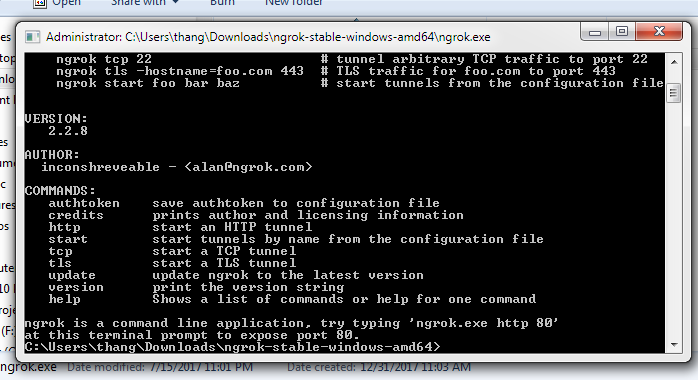 Open Share with Burn New folder
Administrator: C:\Users\thang\Downloads\ngrok-stable-windows-amd64\ngrok.exe
ngrok tcp 22 # tunnel arbitrary TCP traffic to port 22
ngrok tls -hostname=foo.com 443 # TLS traffic for foo.com to port 443
ngrok start foo bar baz # start tunnels from the configuration file
VERSION:
2.2.8
AUTHOR:
inconshreveable - <alan@ngrok.com>
COMMANDS:
authtoken save authtoken to configuration file
credits prints author and licensing information
http start an HTTP tunnel
start start tunnels by name from the configuration file
tcp start a TCP tunnel
tls start a TLS tunnel
update update ngrok to the latest version
version print the version string
help Shows a list of commands or help for one command
ngrok is a command line application, try typing 'ngrok.exe http 80'
at this terminal prompt to expose port 80.
C:\Users\thang\Downloads\ngrok-stable-windows-amd64>
ngrok.exe Date modified: 7/15/2017 11:01 PM Date created: 12/31/2017 11:03 AM